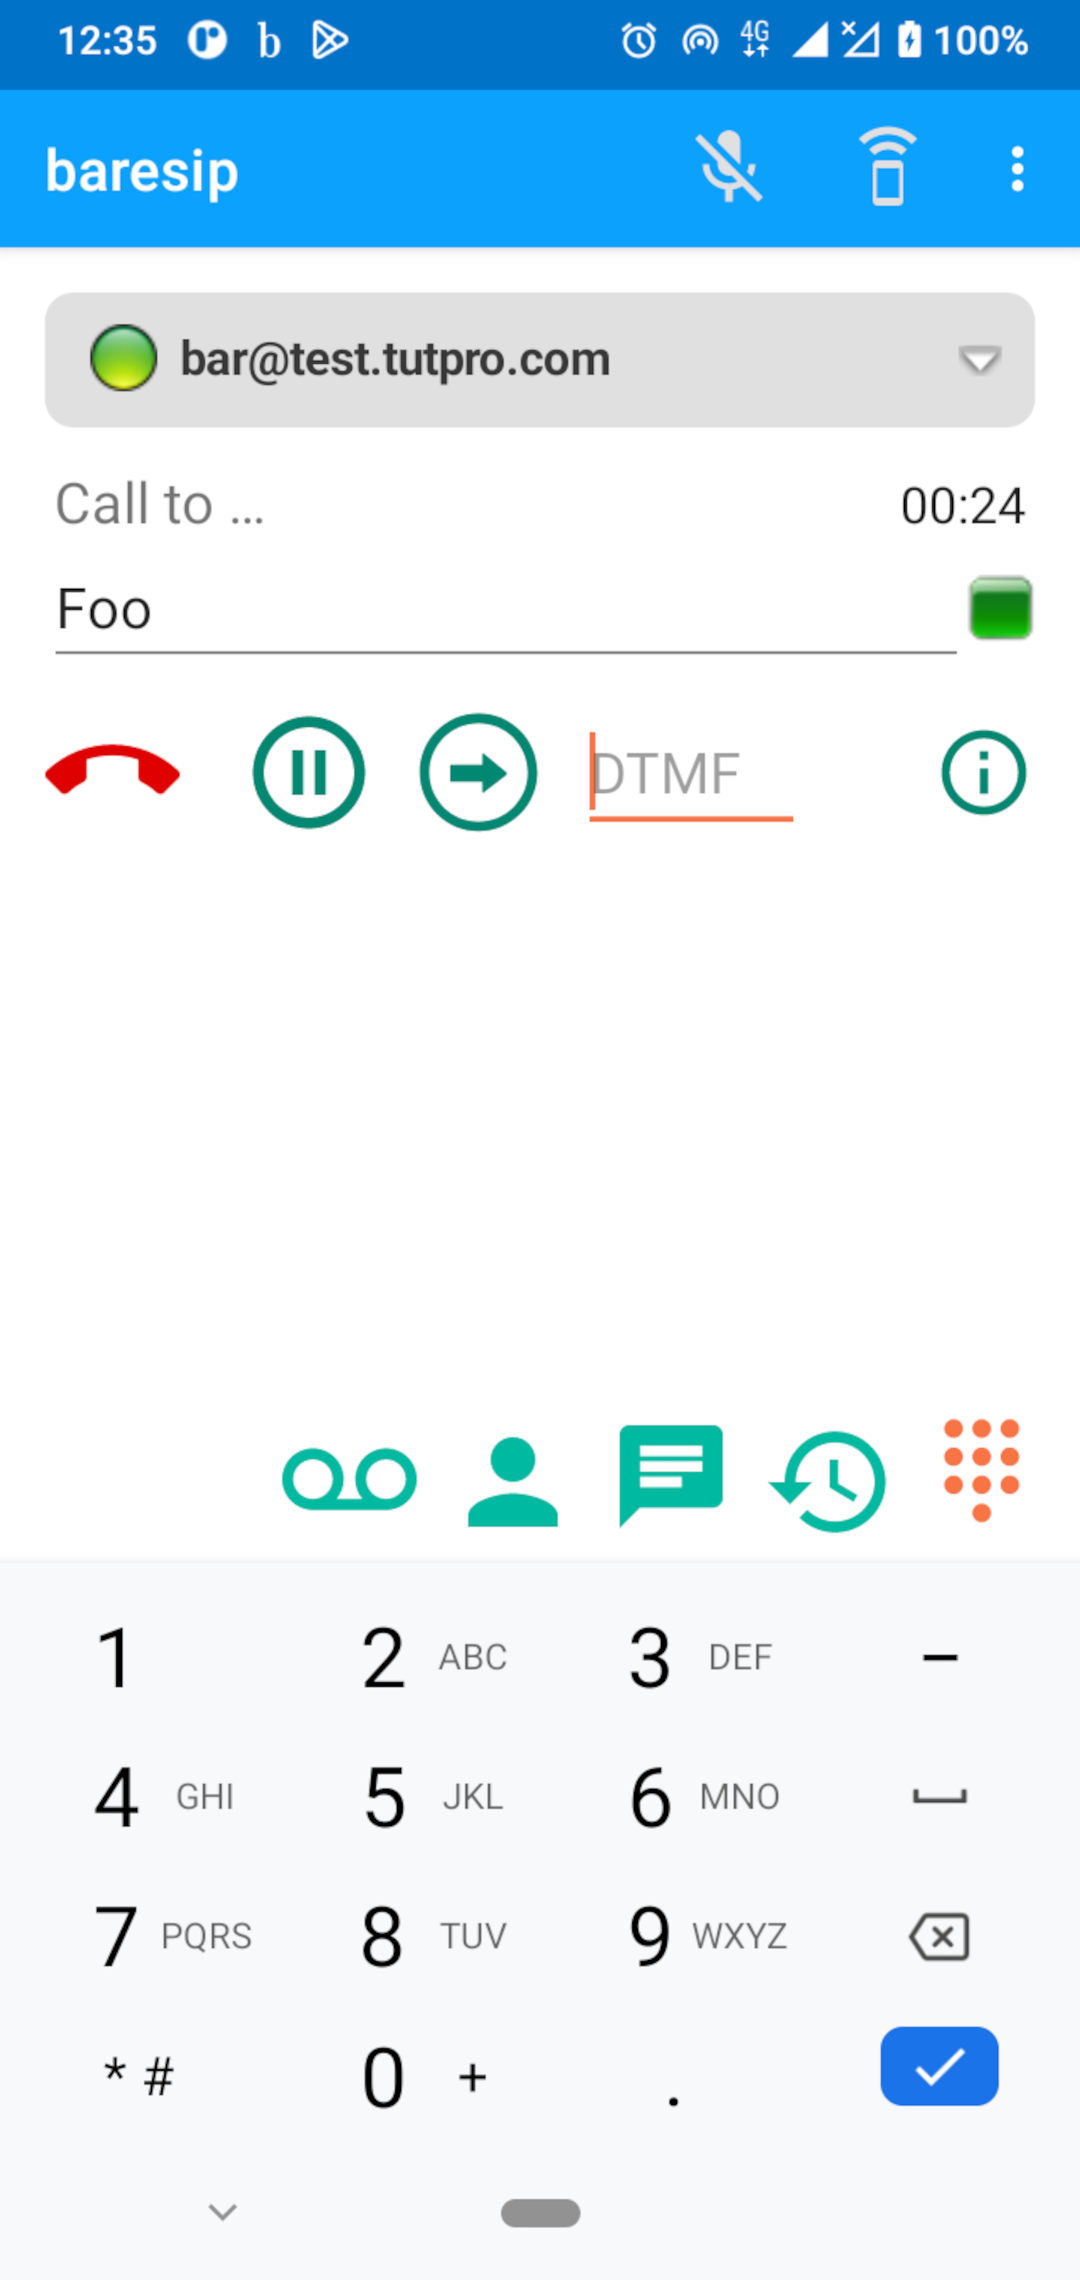 12:35 b 4G 100%
baresip
bar@test.tutpro.com
Call to ... 00:24
Foo
DTMF
1 2 ABC 3 DEF –
4 GHI 5 JKL 6 MNO
7 PQRS 8 TUV 9 WXYZ
* # 0 + .